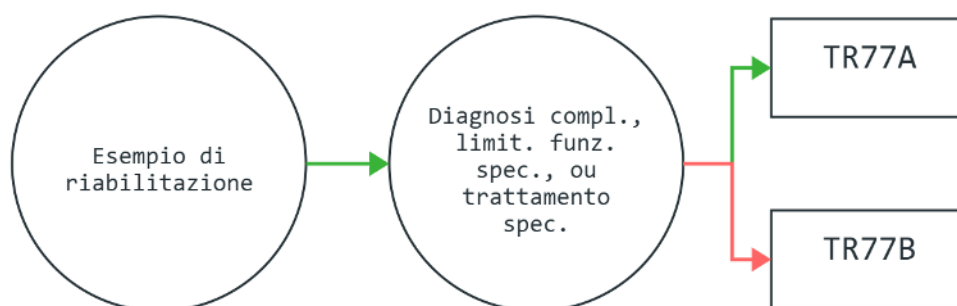 Esempio di
riabilitazione
Diagnosi compl.,
limit. funz.
spec., ou
trattamento
spec.
TR77A
TR77B